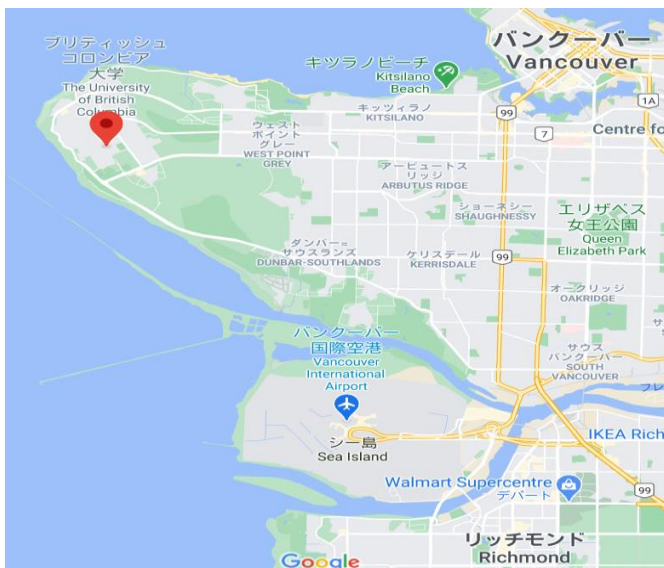 ブリティッシュ
コロンビア
大学
The University
of British
Columbia
キツラノビーチ
Kitsilano
Beach
バンクーバー
Vancouver
99
1A
7
Centre fo
キッツィラノ
KITSILANO
ウェスト
ポイント
グレー
WEST POINT
GREY
アービュートス
リッジ
ARBUTUS RIDGE
ショーネシー
SHAUGHNESSY
エリザベス
女王公園
Queen
Elizabeth Park
ダンバー=
サウスランズ
DUNBAR-SOUTHLANDS
ケリスデール
KERRISDALE
99
オークリッジ
OAKRIDGE
バンクーバー
国際空港
Vancouver
International
Airport
サウス
バンクーバー
SOUTH
VANCOUVER
フレ
シー島
Sea Island
IKEA Rich
Walmart Supercentre
デパート
99
リッチモンド
Richmond
Google